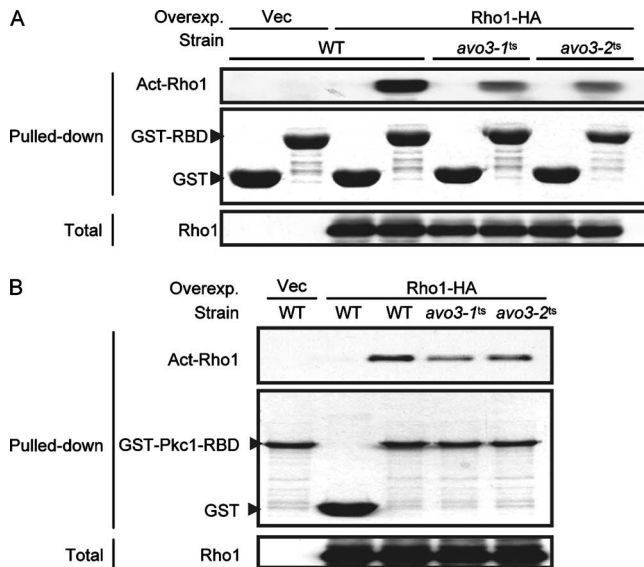 A
Overexp. Vec Rho1-HA
Strain WT avo3-1ts avo3-2ts
Act-Rho1
Pulled-down GST-RBD
GST
Total Rho1
B
Overexp. Vec Rho1-HA
Strain WT WT WT avo3-1ts avo3-2ts
Act-Rho1
Pulled-down GST-Pkc1-RBD
GST
Total Rho1